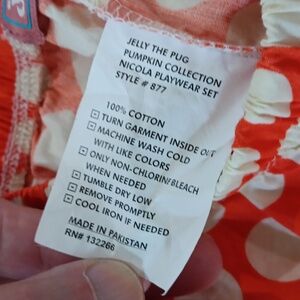 JELLY THE PUG
PUMPKIN COLLECTION
NICOLA PLAYWEAR SET
STYLE # 877
100% COTTON
TURN GARMENT INSIDE OUT
MACHINE WASH COLD
WITH LIKE COLORS
ONLY NON-CHLORINE BLEACH
WHEN NEEDED
TUMBLE DRY LOW
REMOVE PROMPTLY
COOL IRON IF NEEDED
MADE IN PAKISTAN
RN# 132266